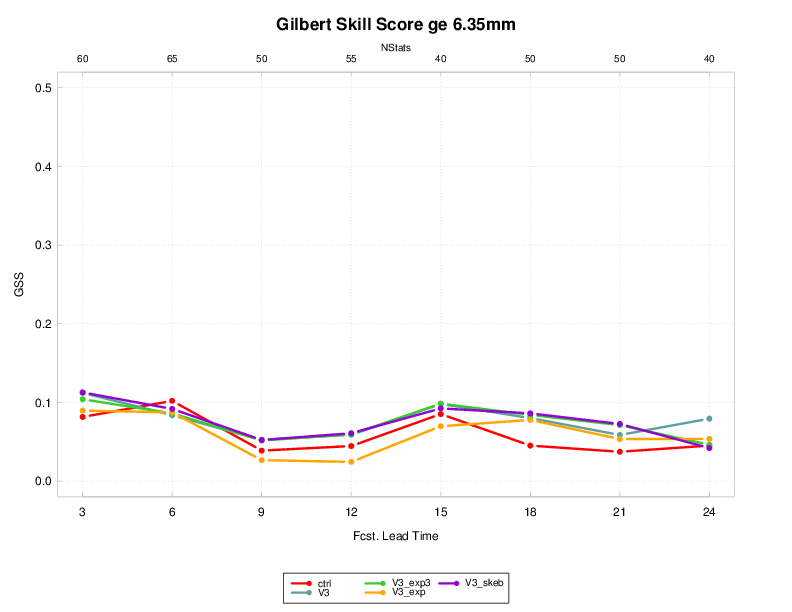 Gilbert Skill Score ge 6.35mm
NStats
60 65 50 55 40 50 50 40
0.5
0.4
0.3
0.2
0.1
0.0
GSS
3 6 9 12 15 18 21 24
Fcst. Lead Time
ctrl V3_exp3 V3_skeb
V3 V3_exp